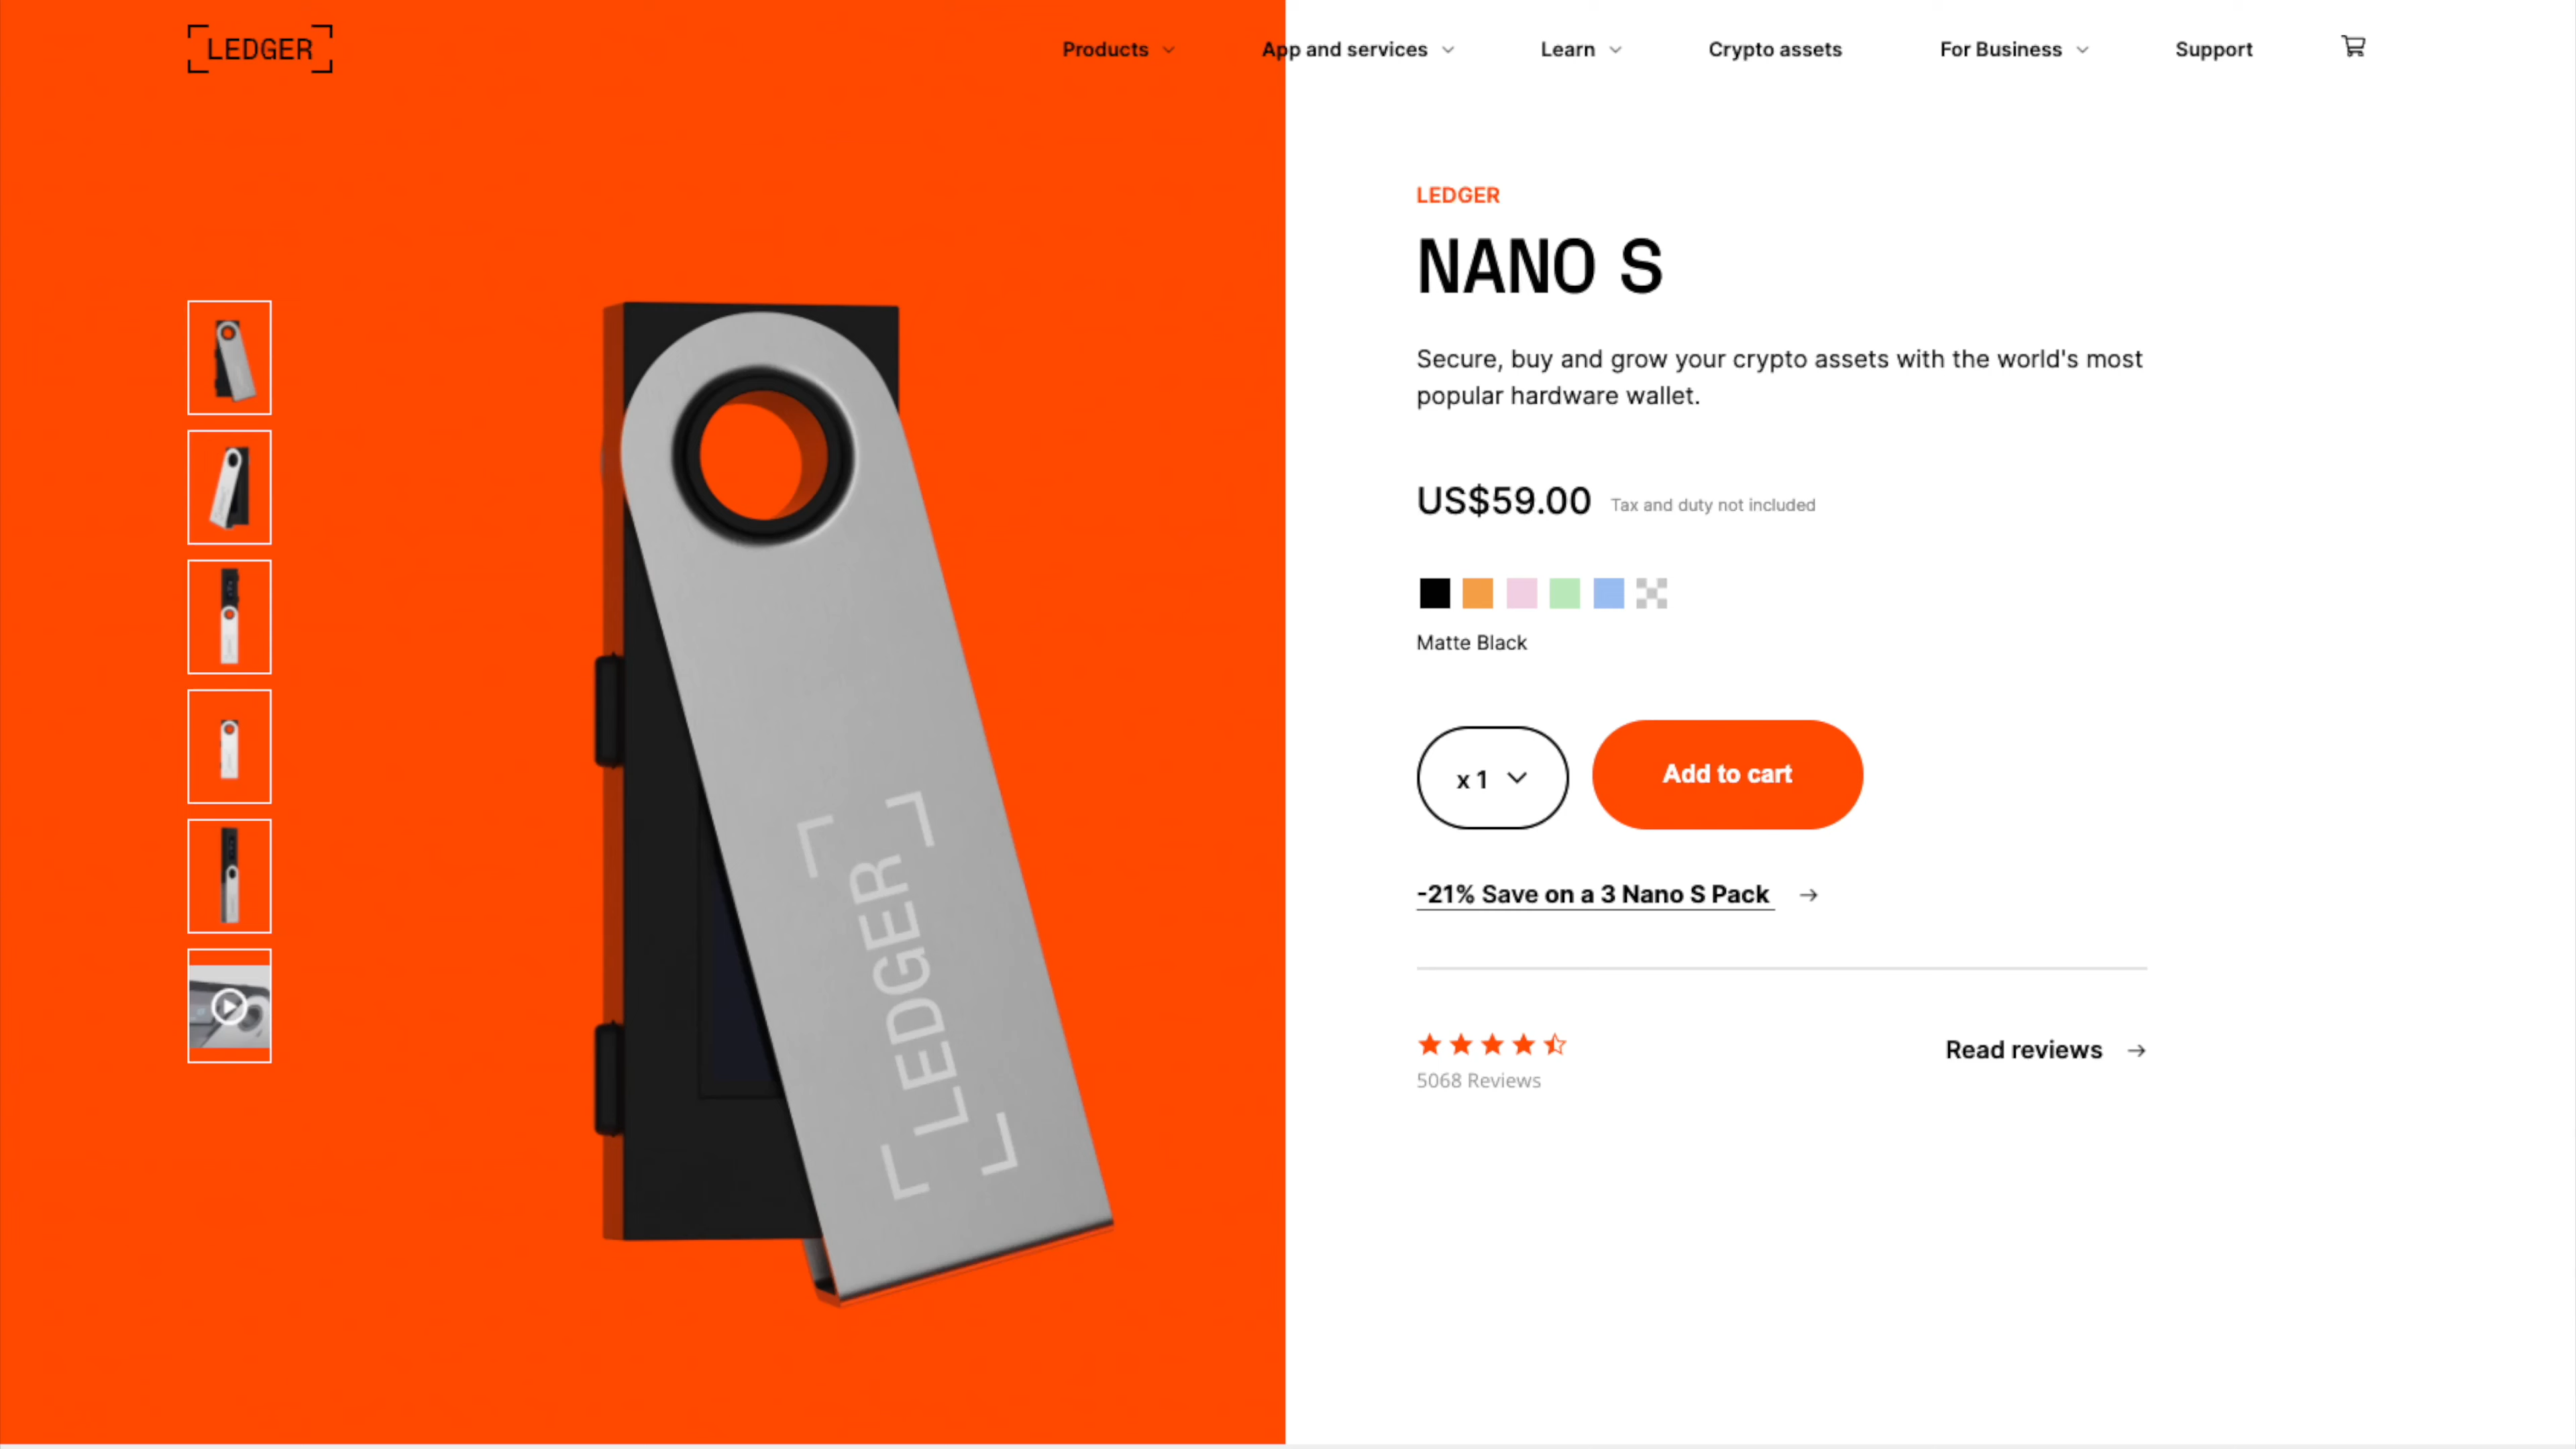 LEDGER
Products
App and services
Learn
Crypto assets
For Business
Support
LEDGER
NANO S
Secure, buy and grow your crypto assets with the world's most
popular hardware wallet.
US$59.00 Tax and duty not included
Matte Black
x 1
Add to cart
-21% Save on a 3 Nano S Pack →
5068 Reviews
Read reviews →
LEDGER